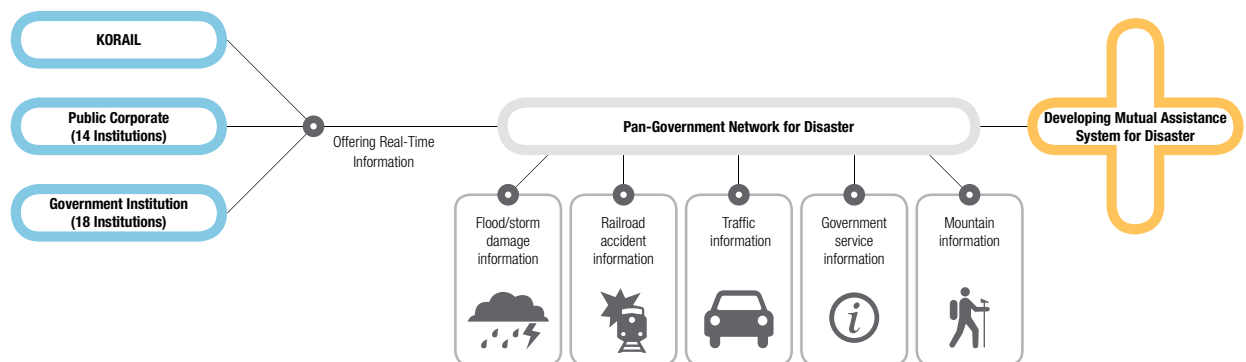 KORAIL
Public Corporate
(14 Institutions)
Government Institution
(18 Institutions)
Offering Real-Time
Information
Pan-Government Network for Disaster
Developing Mutual Assistance
System for Disaster
Flood/storm
damage
information
Railroad
accident
information
Traffic
information
Government
service
information
Mountain
information
i